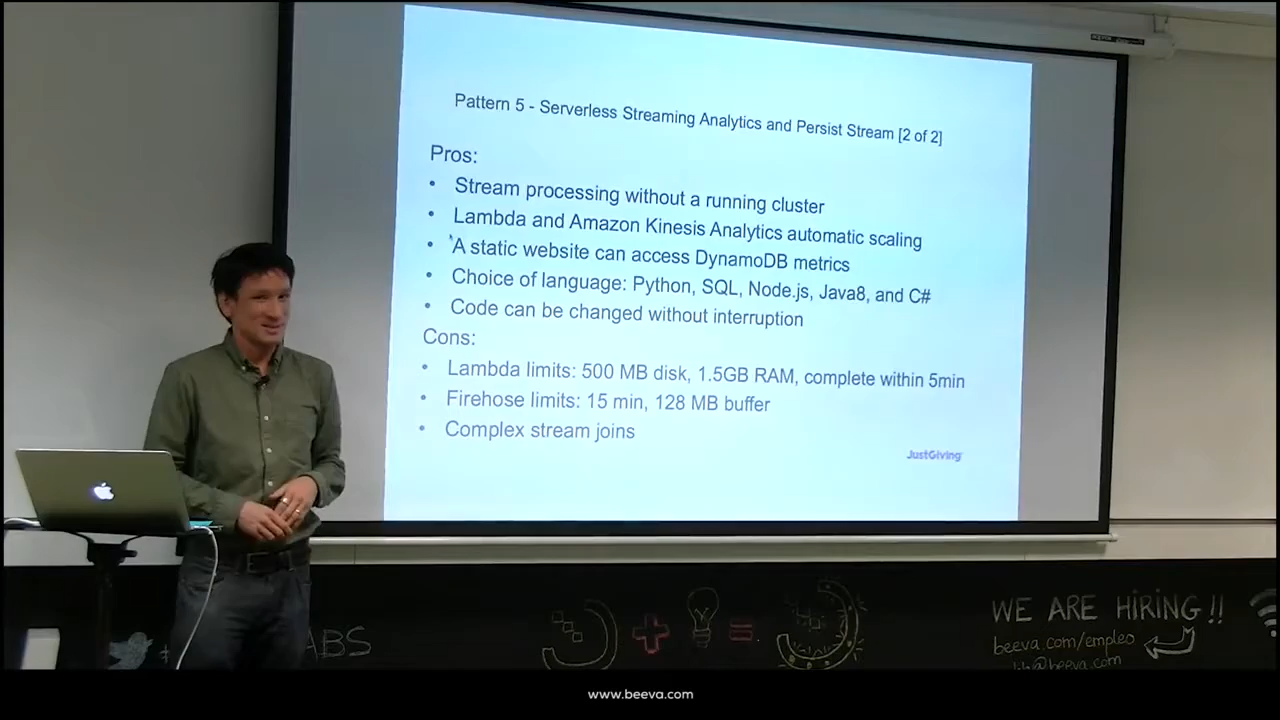 Pattern 5 - Serverless Streaming Analytics and Persist Stream [2 of 2]
Pros:
• Stream processing without a running cluster
• Lambda and Amazon Kinesis Analytics automatic scaling
• A static website can access DynamoDB metrics
• Choice of language: Python, SQL, Node.js, Java8, and C#
• Code can be changed without interruption
Cons:
• Lambda limits: 500 MB disk, 1.5GB RAM, complete within 5min
• Firehose limits: 15 min, 128 MB buffer
• Complex stream joins
JustGiving
WE ARE HiRiNG !!
beeva.com/empleo
@beeva.com
ABS
www.beeva.com